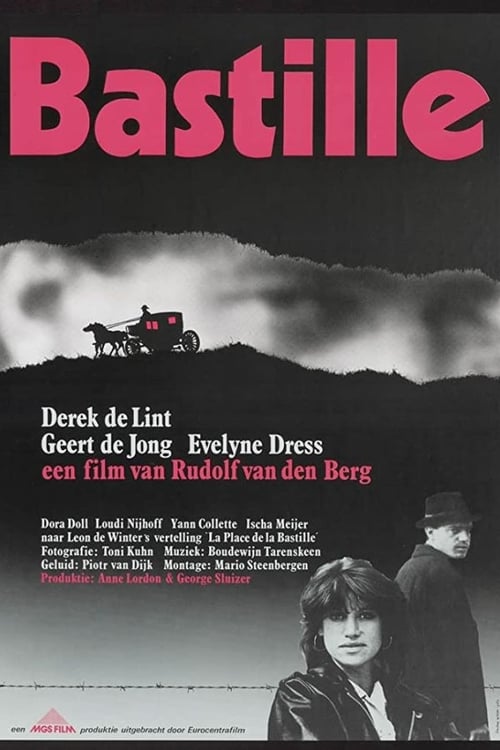 Bastille
Derek de Lint
Geert de Jong Evelyne Dress
een film van Rudolf van den Berg
Dora Doll Loudi Nijhoff Yann Collette Ischa Meijer
naar Leon de Winter's vertelling "La Place de la Bastille"
Fotografie: Toni Kuhn Muziek: Boudewijn Tarenskeen
Geluid: Piotr van Dijk Montage: Mario Steenbergen
Produktie: Anne Lordon & George Sluizer
een MGS FILM produktie uitgebracht door Eurocentrafilm